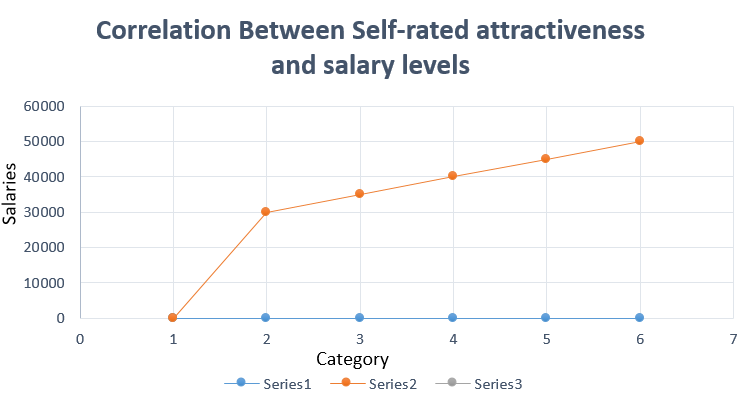 Correlation Between Self-rated attractiveness
and salary levels
60000
50000
40000
30000
20000
10000
0
Salaries
0 1 2 3 4 5 6 7
Category
Series1 Series2 Series3